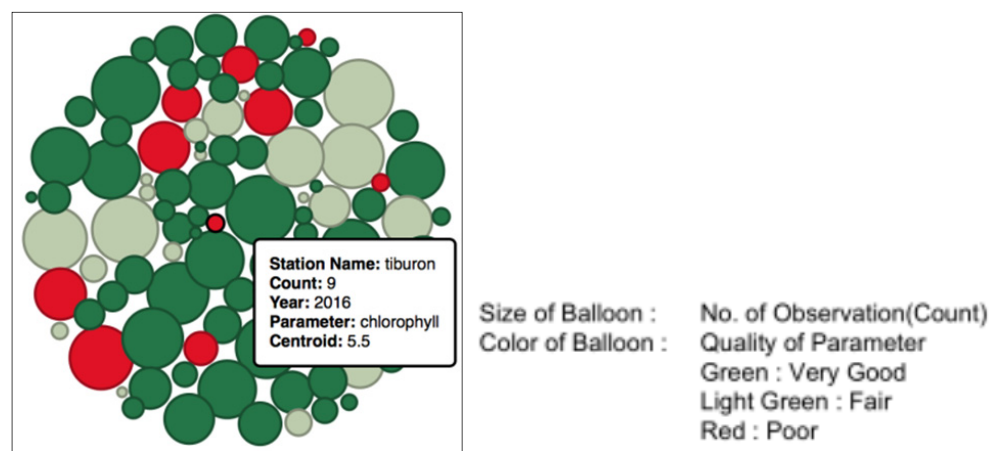 Station Name: tiburon
Count: 9
Year: 2016
Parameter: chlorophyll
Centroid: 5.5
Size of Balloon : No. of Observation(Count)
Color of Balloon : Quality of Parameter
Green : Very Good
Light Green : Fair
Red : Poor